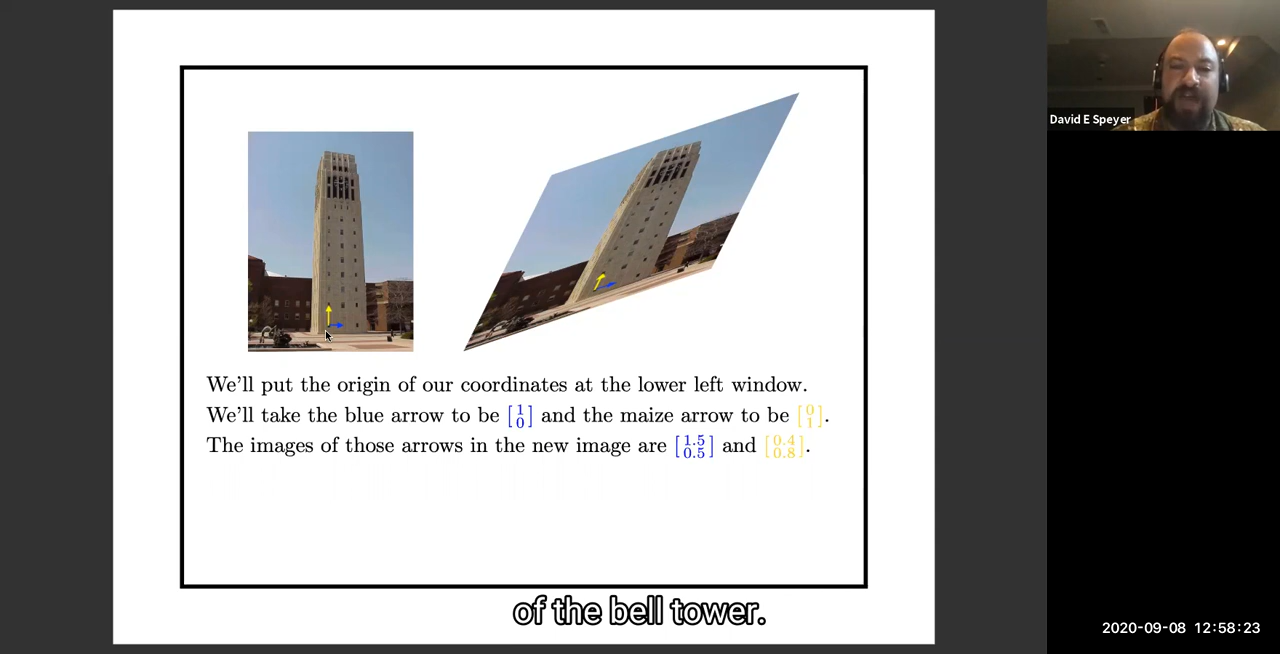 David E Speyer
We'll put the origin of our coordinates at the lower left window.
We'll take the blue arrow to be [1 0] and the maize arrow to be [0 1].
The images of those arrows in the new image are [1.5 0.5] and [0.4 0.8].
of the bell tower.
2020-09-08 12:58:23